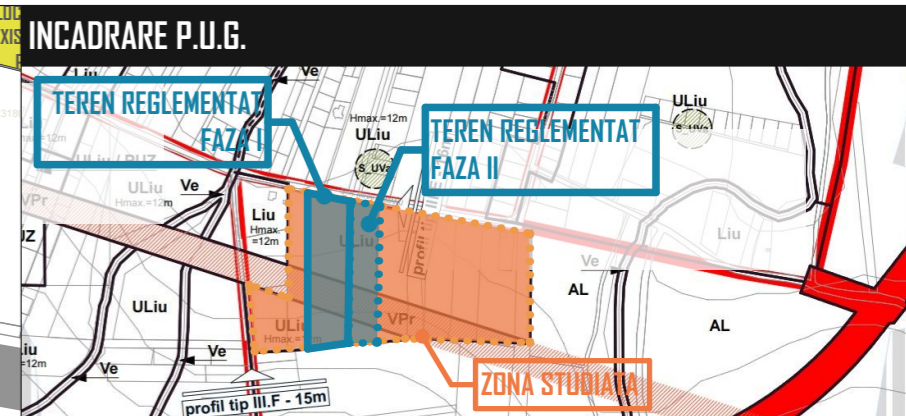 INCADRARE P.U.G.
Liu
Ve
TEREN REGLEMENTAT
FAZA I
Hmax.=12m
ULiu
S_UVa
TEREN REGLEMENTAT
FAZA II
ULiu
S_UVa
ULiu / PUZ
VPr
ULiu
Hmax.=12m
Ve
Liu
Hmax.
=12m
ULiu
profil
Liu
Ve
AL
ULiu
ULiu
Hmax.=
VPr
AL
Ve
Ve
=12m
ZONA STUDIATA
profil tip III.F - 15m